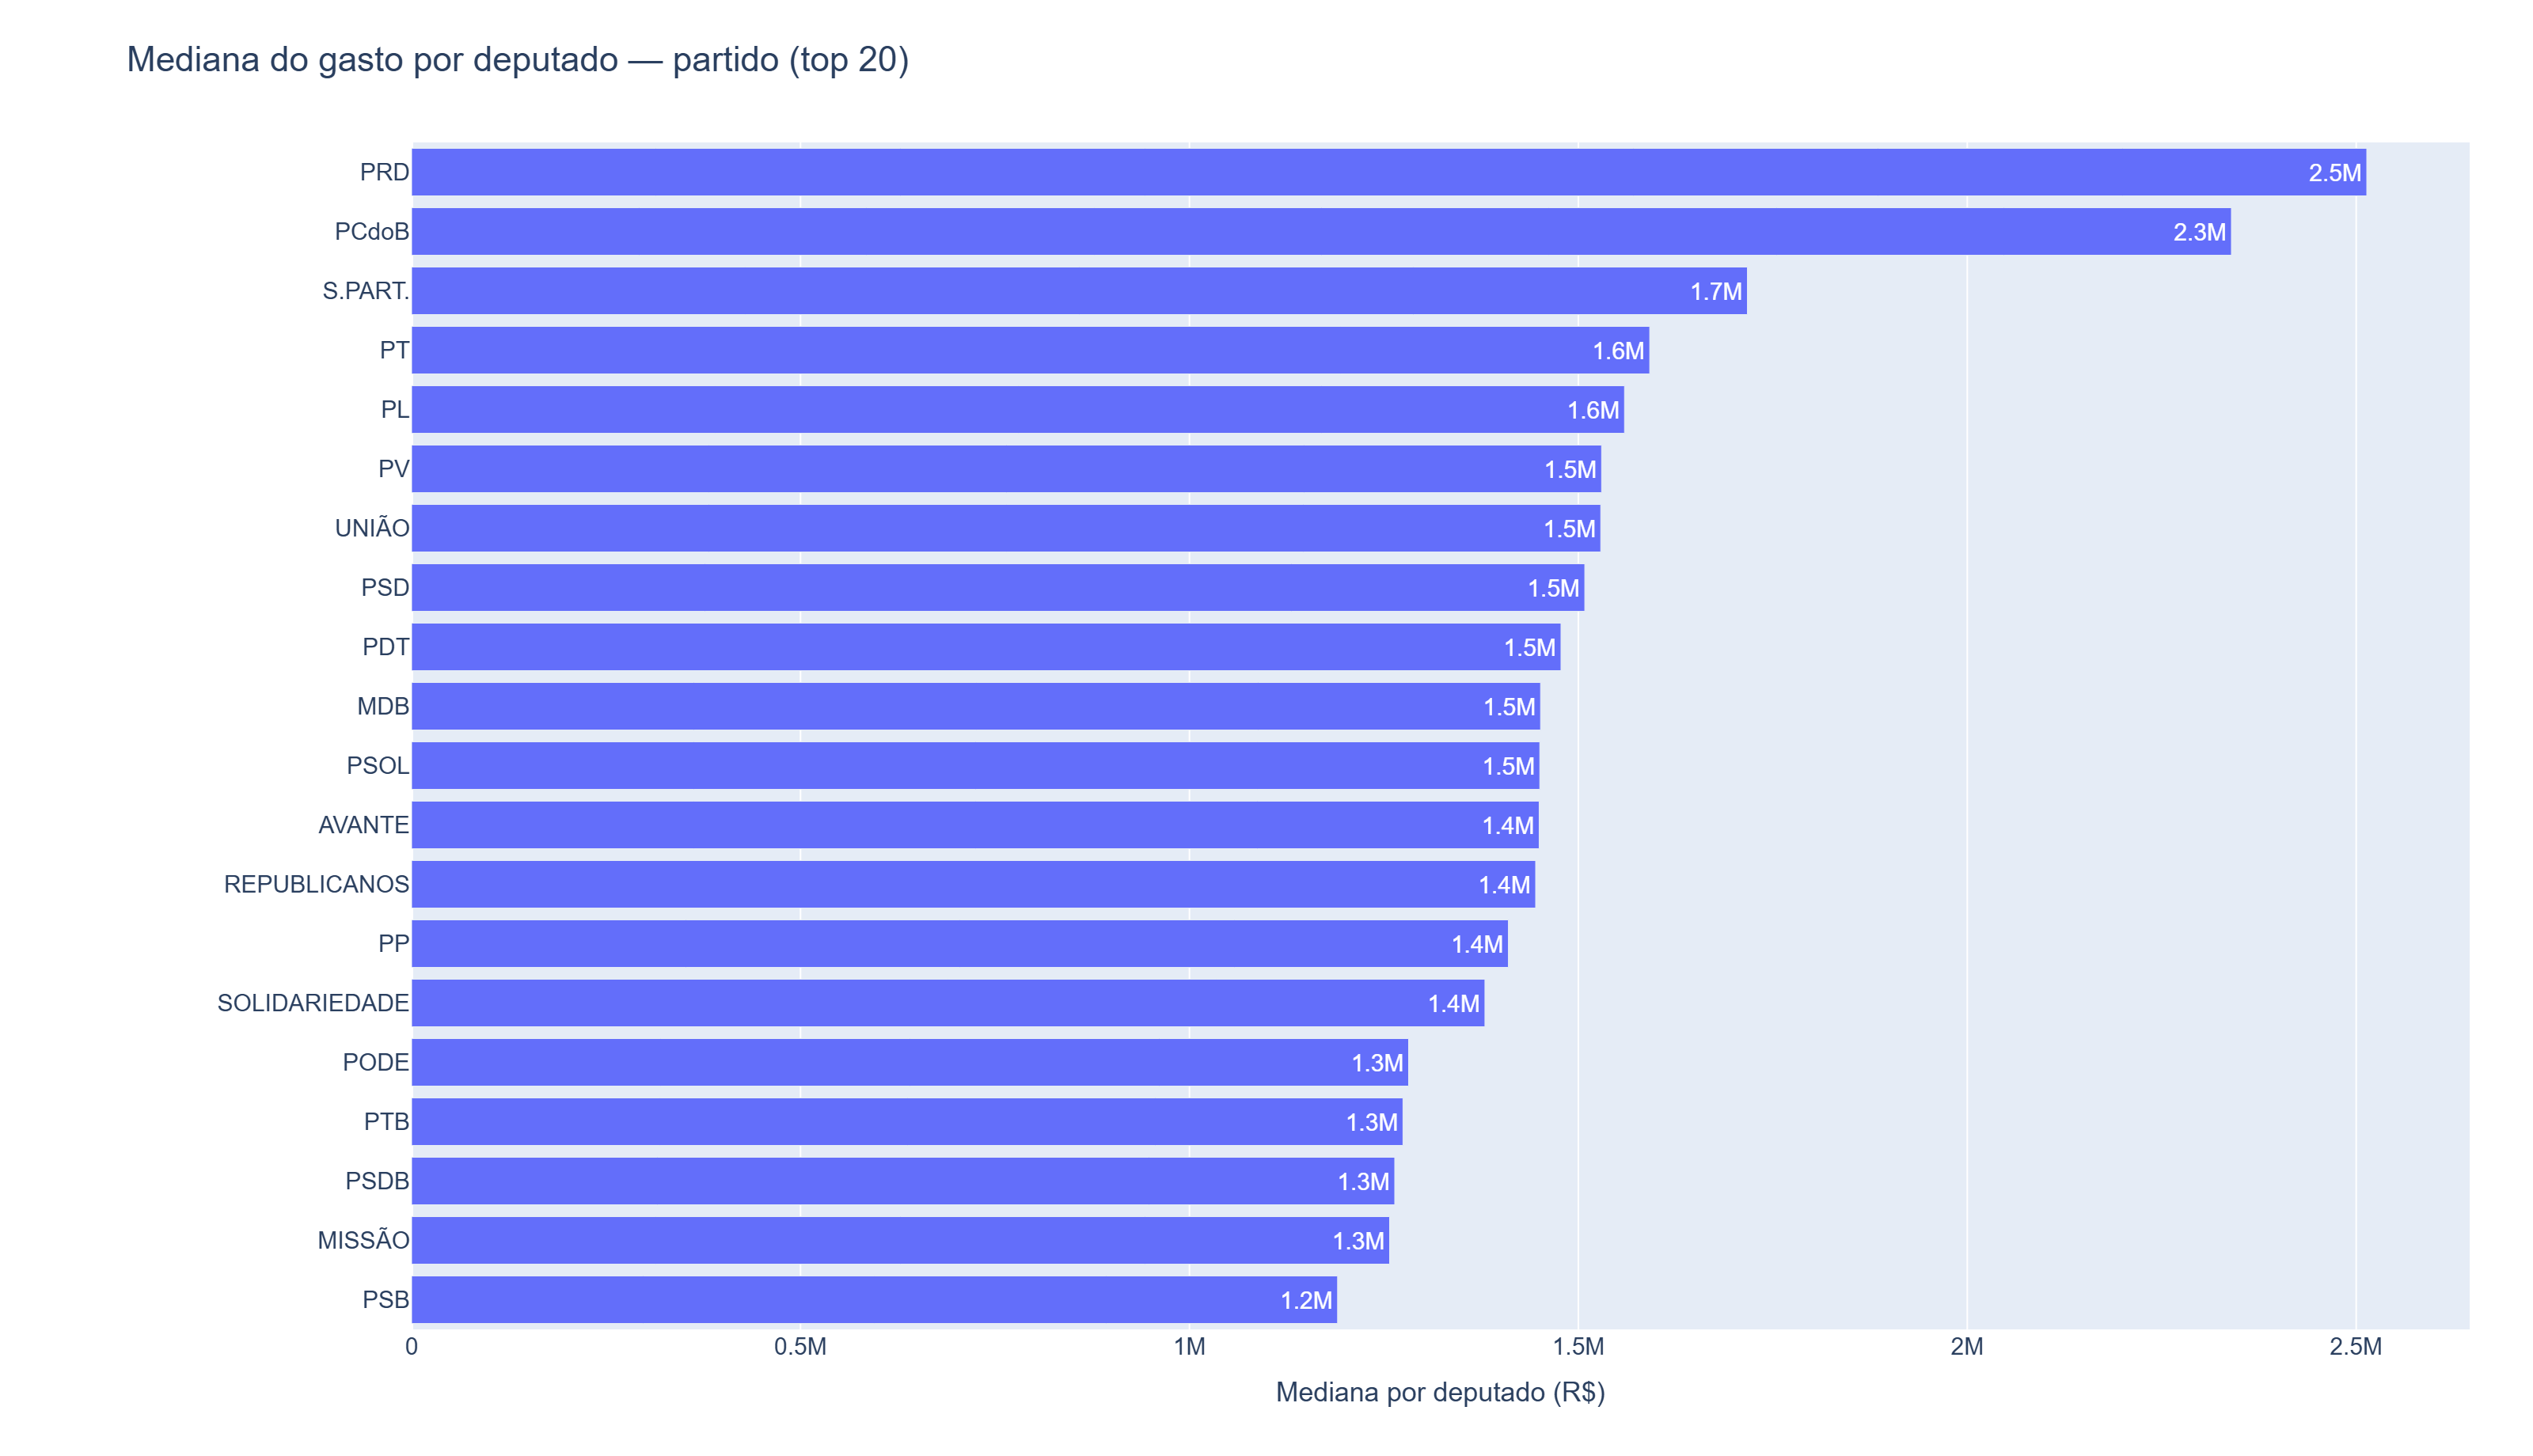 Mediana do gasto por deputado — partido (top 20)
PRD 2.5M
PCdoB 2.3M
S.PART. 1.7M
PT 1.6M
PL 1.6M
PV 1.5M
UNIÃO 1.5M
PSD 1.5M
PDT 1.5M
MDB 1.5M
PSOL 1.5M
AVANTE 1.4M
REPUBLICANOS 1.4M
PP 1.4M
SOLIDARIEDADE 1.4M
PODE 1.3M
PTB 1.3M
PSDB 1.3M
MISSÃO 1.3M
PSB 1.2M
0 0.5M 1M 1.5M 2M 2.5M
Mediana por deputado (R$)